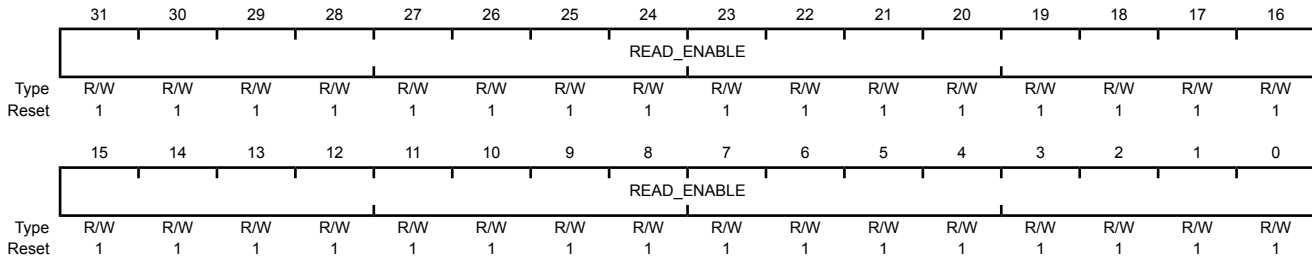 31 30 29 28 27 26 25 24 23 22 21 20 19 18 17 16
READ_ENABLE
Type R/W R/W R/W R/W R/W R/W R/W R/W R/W R/W R/W R/W R/W R/W R/W R/W
Reset 1 1 1 1 1 1 1 1 1 1 1 1 1 1 1 1
15 14 13 12 11 10 9 8 7 6 5 4 3 2 1 0
READ_ENABLE
Type R/W R/W R/W R/W R/W R/W R/W R/W R/W R/W R/W R/W R/W R/W R/W R/W
Reset 1 1 1 1 1 1 1 1 1 1 1 1 1 1 1 1